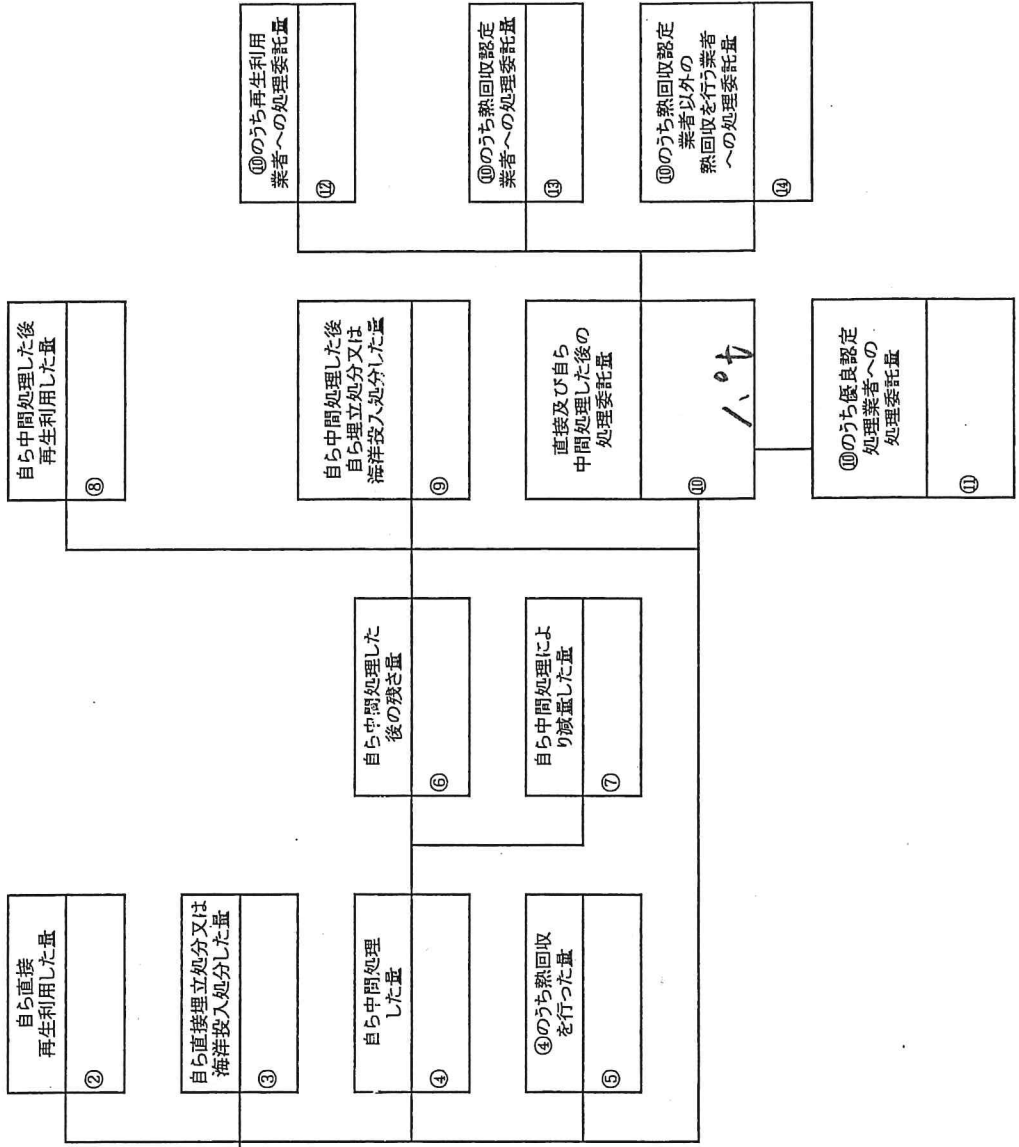 自ら直接
再生利用した量
②
自ら直接埋立処分又は
海洋投入処分した量
③
自ら中間処理
した量
④
④のうち熱回収
を行った量
⑤
自ら中間処理した
後の残さ量
⑥
自ら中間処理によ
り減量した量
⑦
自ら中間処理した後
再生利用した量
⑧
自ら中間処理した後
自ら埋立処分又は
海洋投入処分した量
⑨
直接及び自ら
中間処理した後の
処理委託量
⑩
1.0t
⑩のうち優良認定
処理業者への
処理委託量
⑪
⑩のうち再生利用
業者への処理委託量
⑫
⑩のうち熱回収認定
業者への処理委託量
⑬
⑩のうち熱回収認定
業者以外の
熱回収を行う業者
への処理委託量
⑭